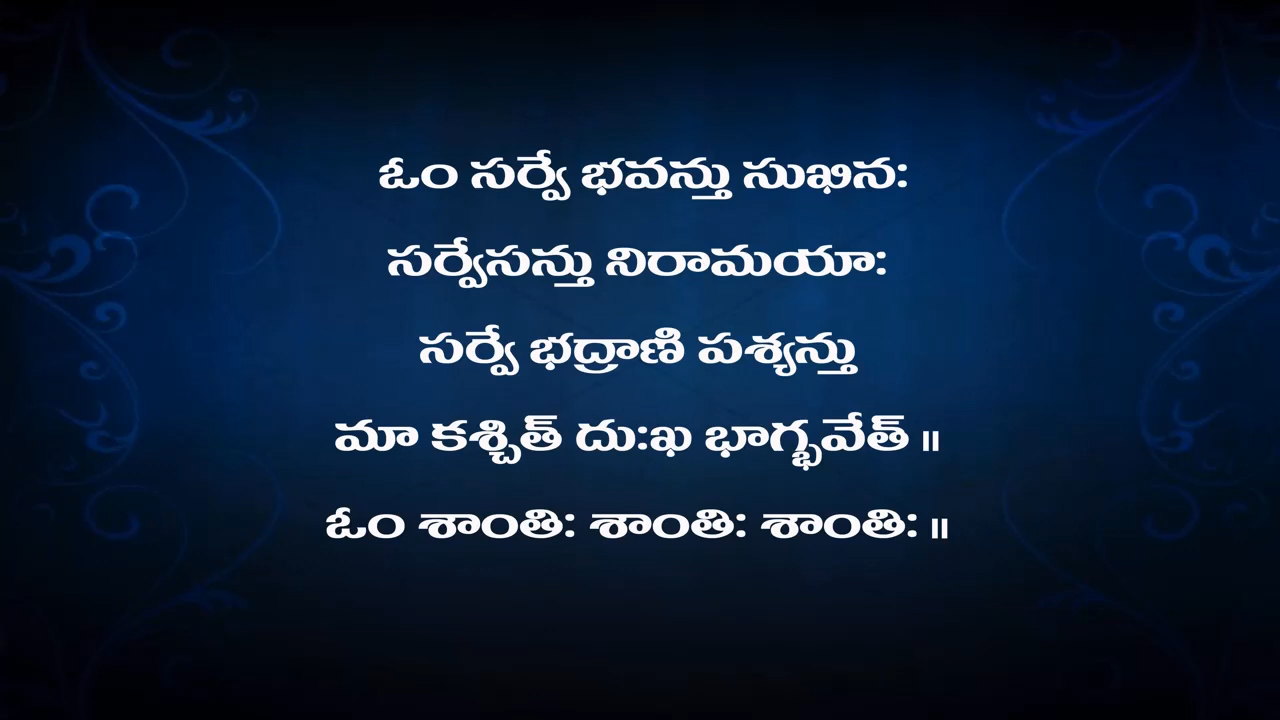 ఓం సర్వే భవన్తు సుఖినః
సర్వేసన్తు నిరామయాః
సర్వే భద్రాణి పశ్యన్తు
మా కశ్చిత్ దుఃఖ భాగ్భవేత్ ॥
ఓం శాంతిః శాంతిః శాంతిః ॥